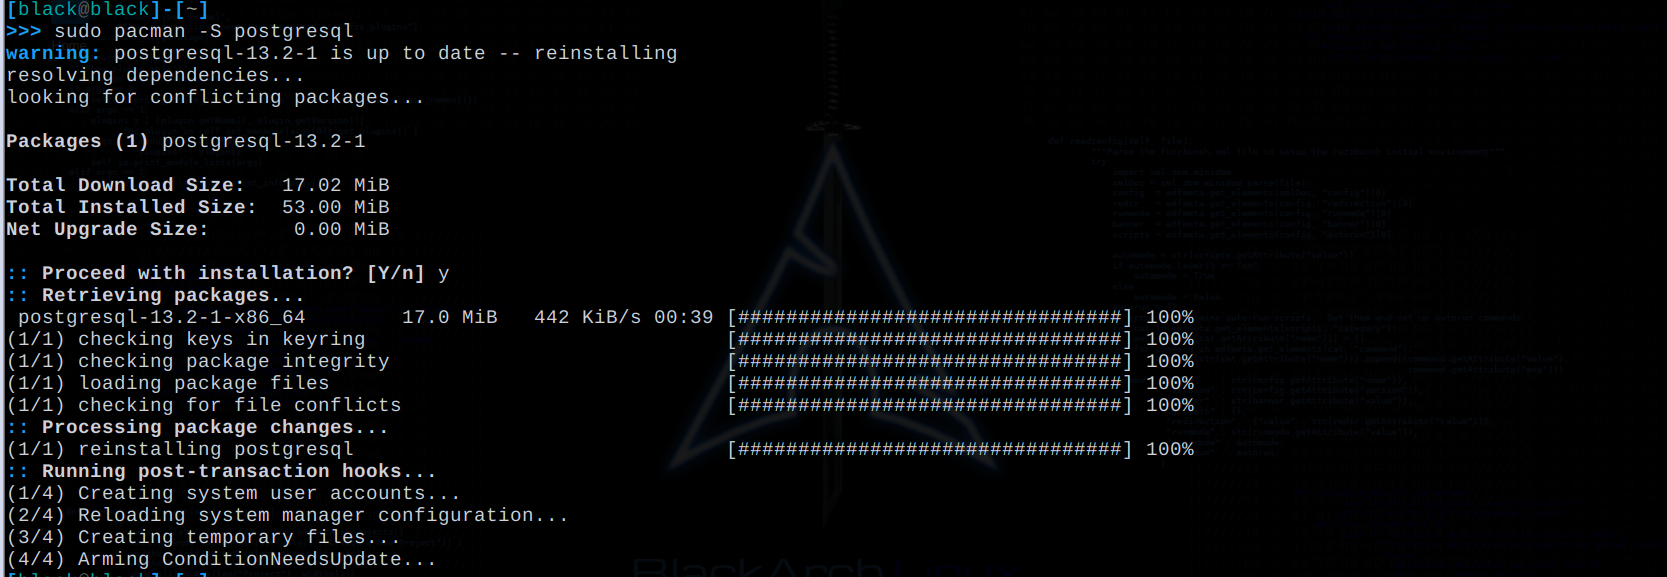 [black@black]-[~]
>>> sudo pacman -S postgresql
warning: postgresql-13.2-1 is up to date -- reinstalling
resolving dependencies...
looking for conflicting packages...
Packages (1) postgresql-13.2-1
Total Download Size:   17.02 MiB
Total Installed Size:  53.00 MiB
Net Upgrade Size:       0.00 MiB
:: Proceed with installation? [Y/n] y
:: Retrieving packages...
 postgresql-13.2-1-x86_64        17.0 MiB   442 KiB/s 00:39 [################################] 100%
(1/1) checking keys in keyring                              [################################] 100%
(1/1) checking package integrity                            [################################] 100%
(1/1) loading package files                                 [################################] 100%
(1/1) checking for file conflicts                           [################################] 100%
:: Processing package changes...
(1/1) reinstalling postgresql                               [################################] 100%
:: Running post-transaction hooks...
(1/4) Creating system user accounts...
(2/4) Reloading system manager configuration...
(3/4) Creating temporary files...
(4/4) Arming ConditionNeedsUpdate...
[black@black]-[~]
BlackArch Linux